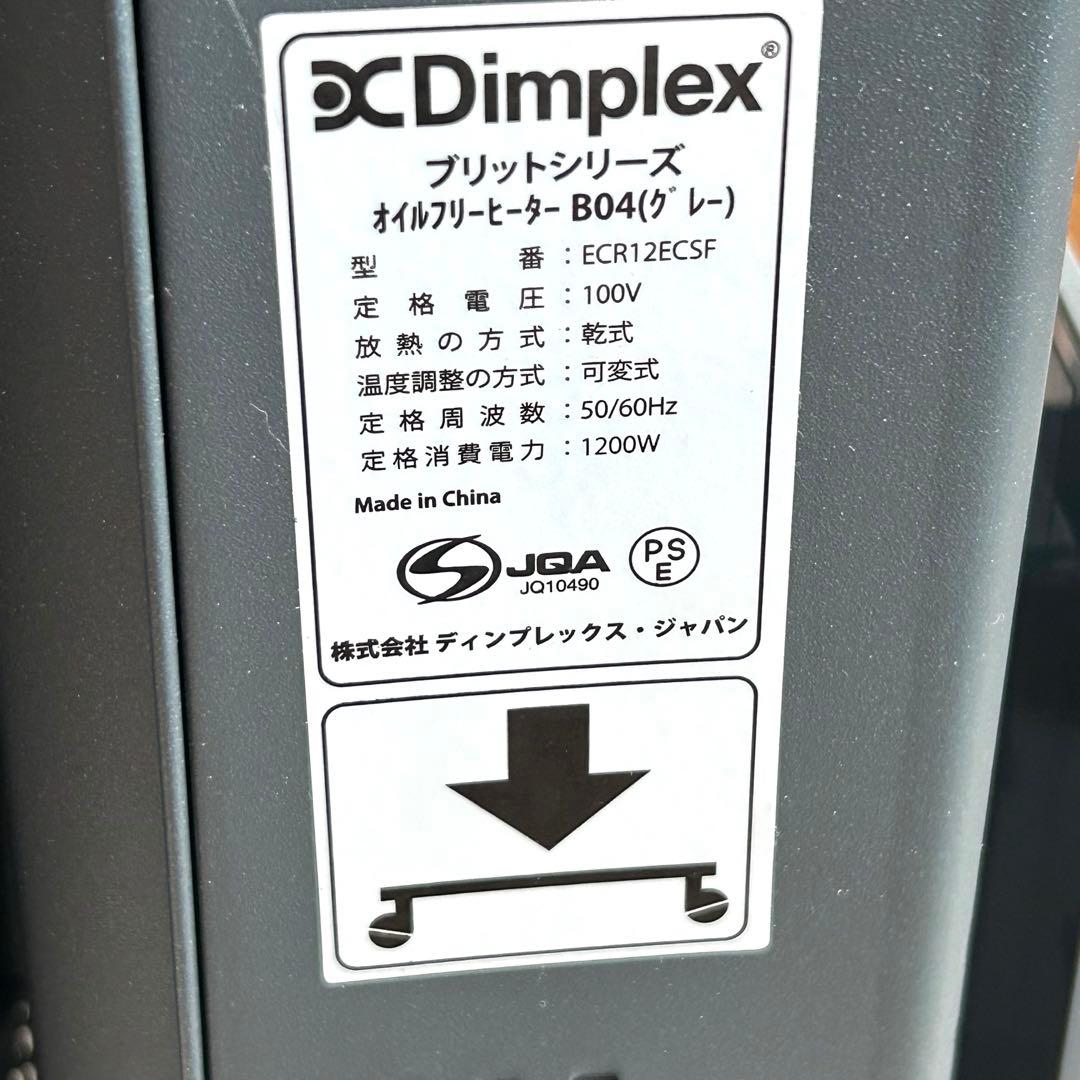 Dimplex®
ブリットシリーズ
オイルフリーヒーター B04(グレー)
型 番 : ECR12ECSF
定格電圧 : 100V
放熱の方式 : 乾式
温度調整の方式 : 可変式
定格周波数 : 50/60Hz
定格消費電力 : 1200W
Made in China
JQA
JQ10490
PS
E
株式会社 ディンプレックス・ジャパン